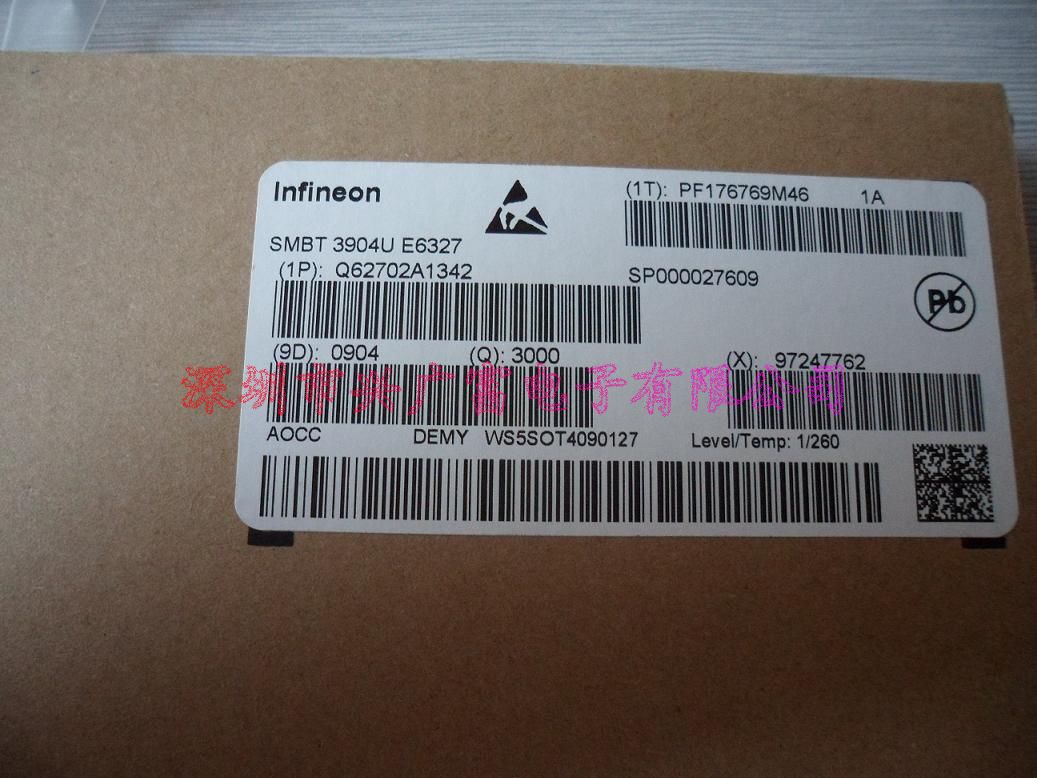 Infineon
(1T): PF176769M46 1A
SMBT 3904U E6327
(1P): Q62702A1342
SP000027609
Pb
(9D): 0904 (Q): 3000 (X): 97247762
深圳市兴广富电子有限公司
AOCC DEMY WS5SOT4090127 Level/Temp: 1/260